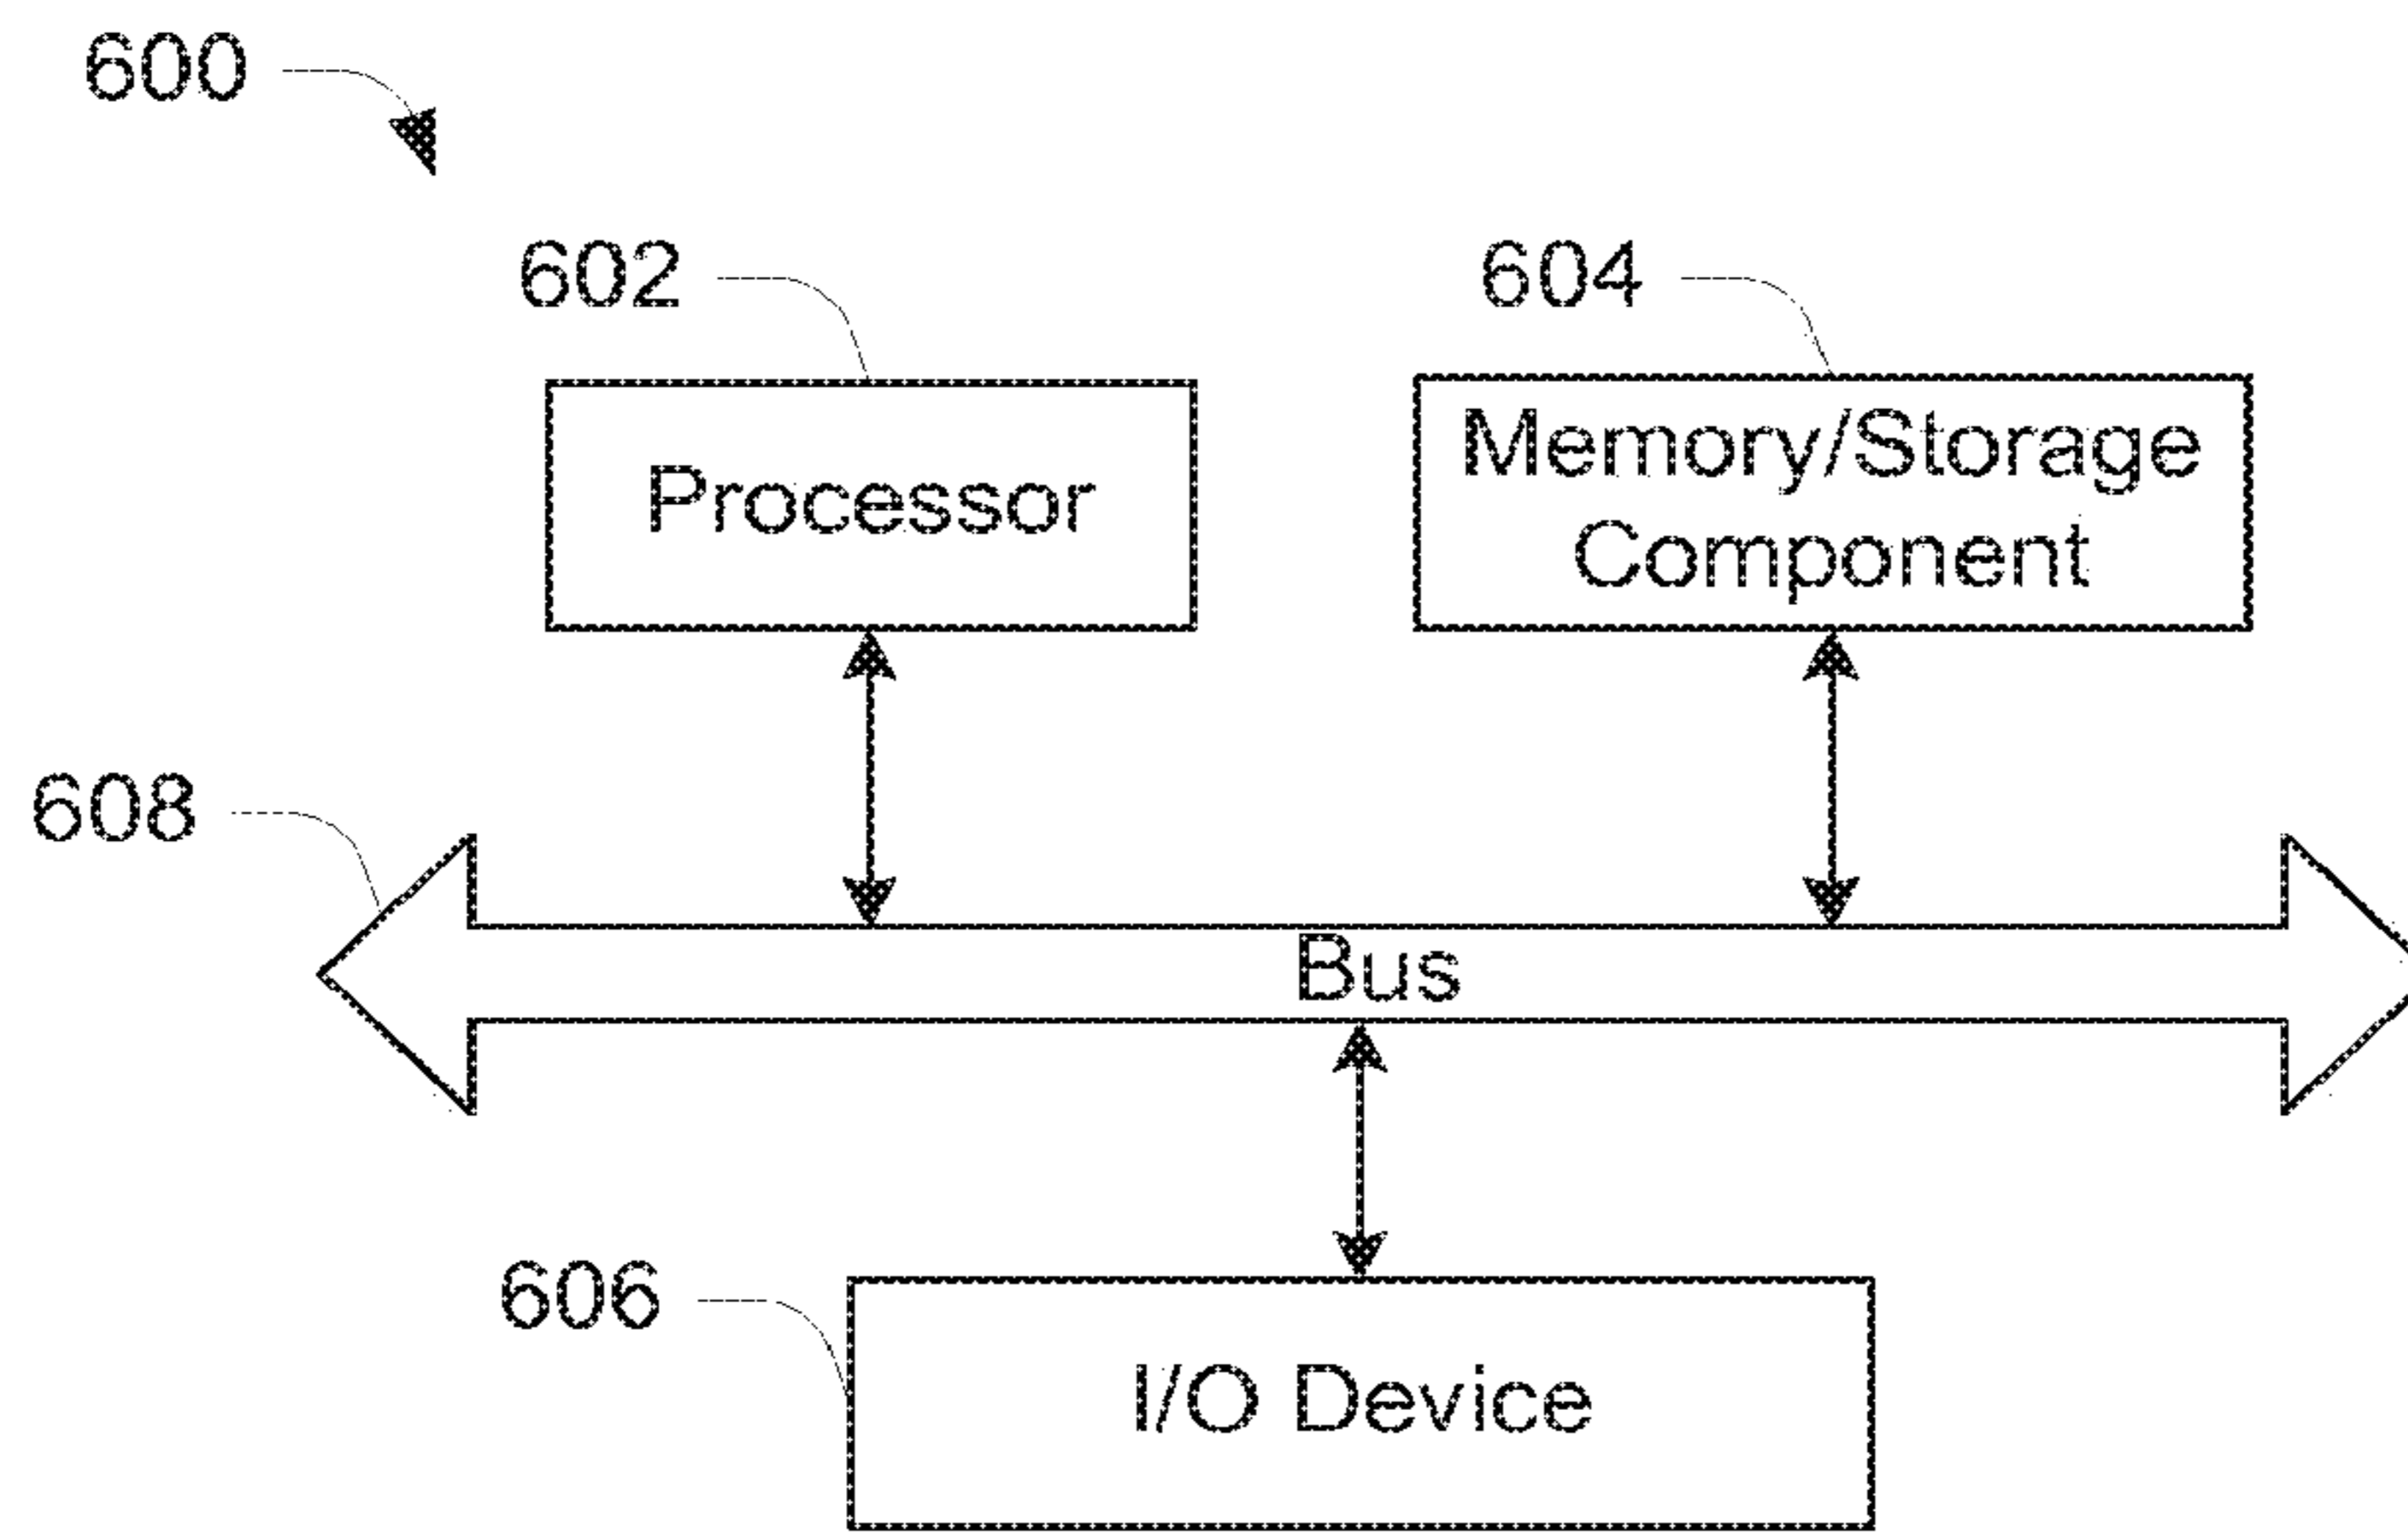 600
602
604
Processor
Memory/Storage
Component
608
Bus
606
I/O Device